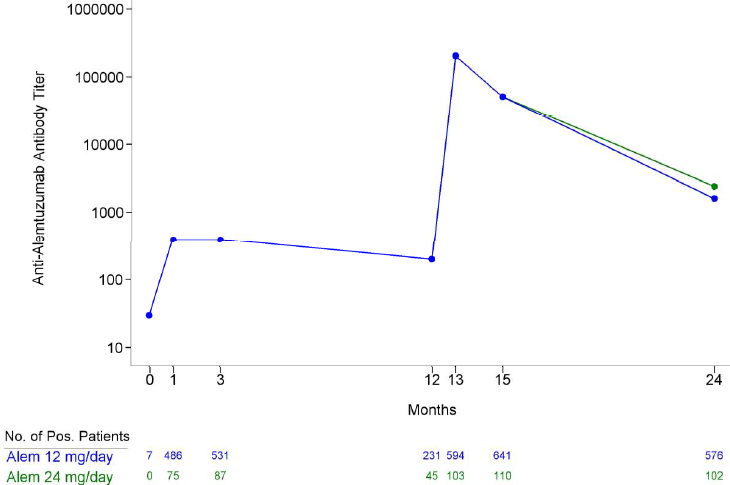 1000000
100000
10000
1000
100
10
Anti-Alemtuzumab Antibody Titer
0 1 3 12 13 15 24
Months
No. of Pos. Patients
Alem 12 mg/day 7 486 531 231 594 641 576
Alem 24 mg/day 0 75 87 45 103 110 102